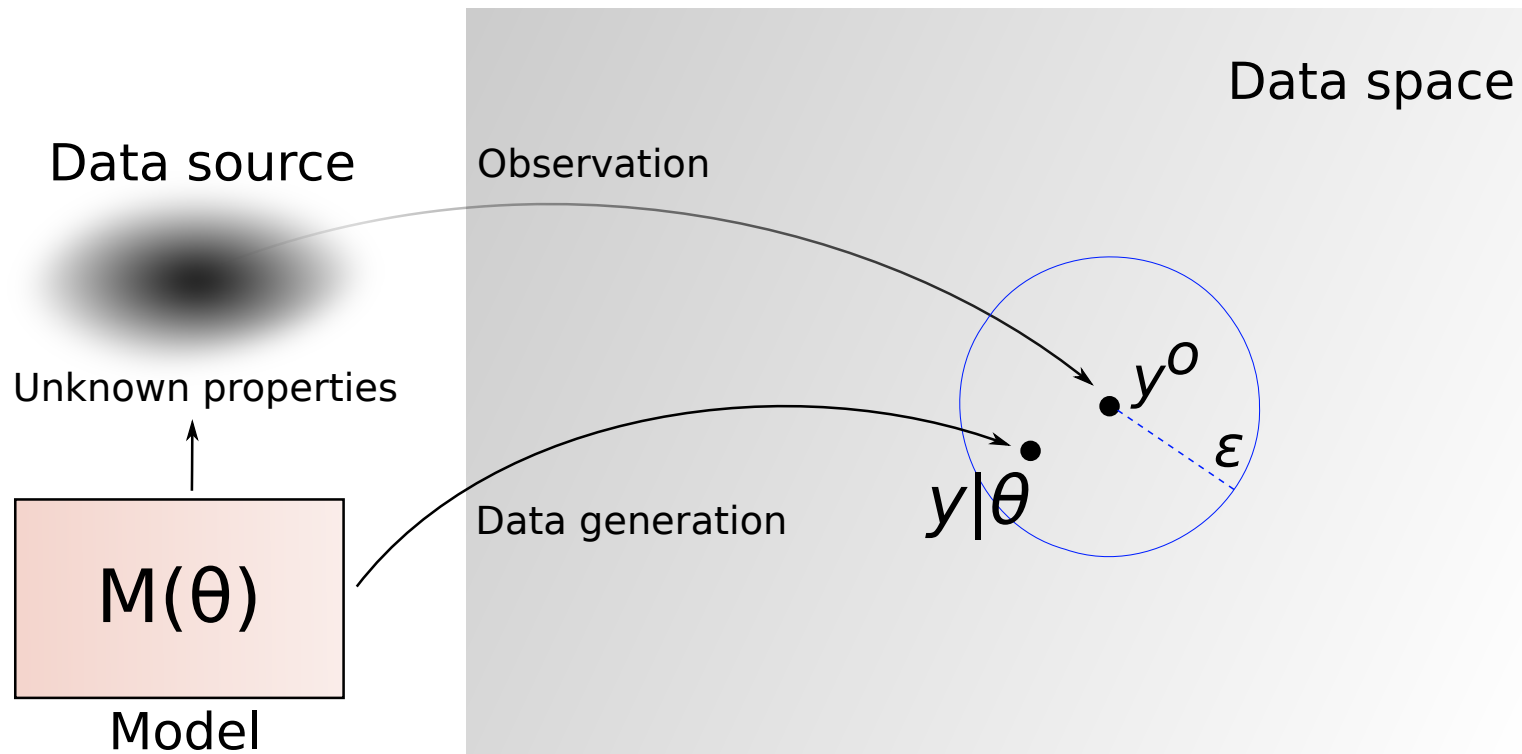 Data space
Data source
Observation
Unknown properties
y^o
ε
y|θ
Data generation
M(θ)
Model